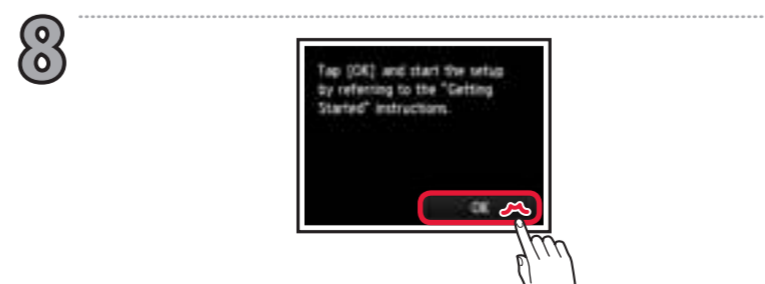 8
Tap [OK] and start the setup
by referring to the "Getting
Started" instructions.
OK